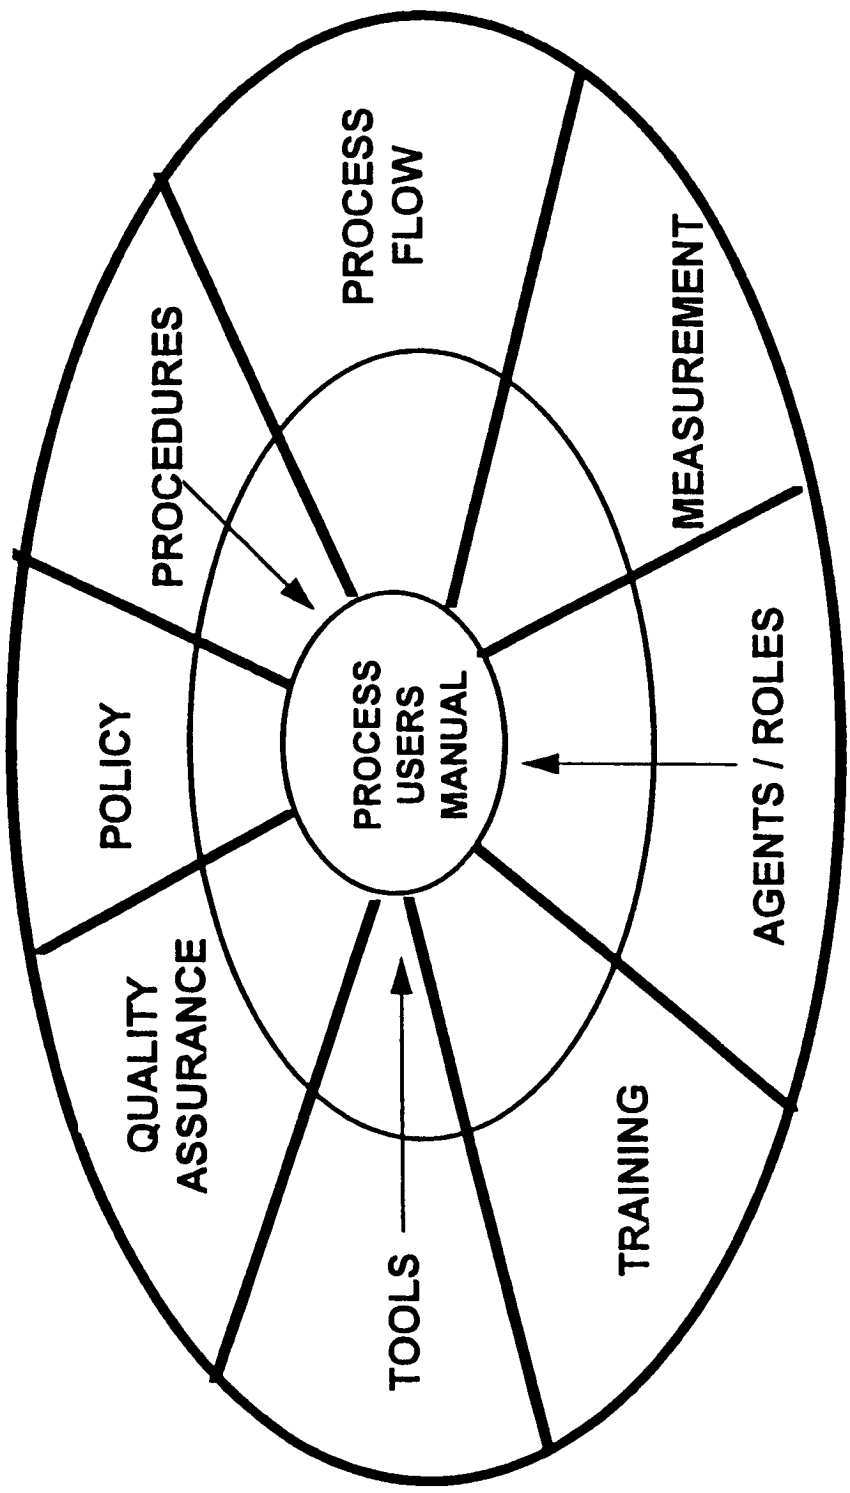 POLICY
PROCEDURES
PROCESS
FLOW
MEASUREMENT
AGENTS / ROLES
TRAINING
TOOLS
QUALITY
ASSURANCE
PROCESS
USERS
MANUAL